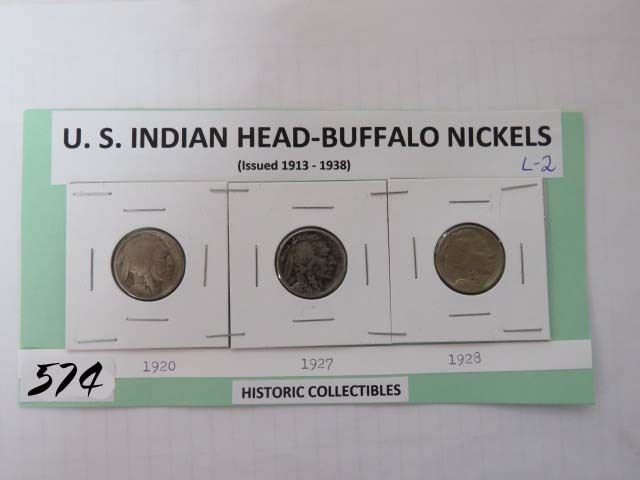 U. S. INDIAN HEAD-BUFFALO NICKELS
(Issued 1913 - 1938)
L-2
1920
1927
1928
574
HISTORIC COLLECTIBLES